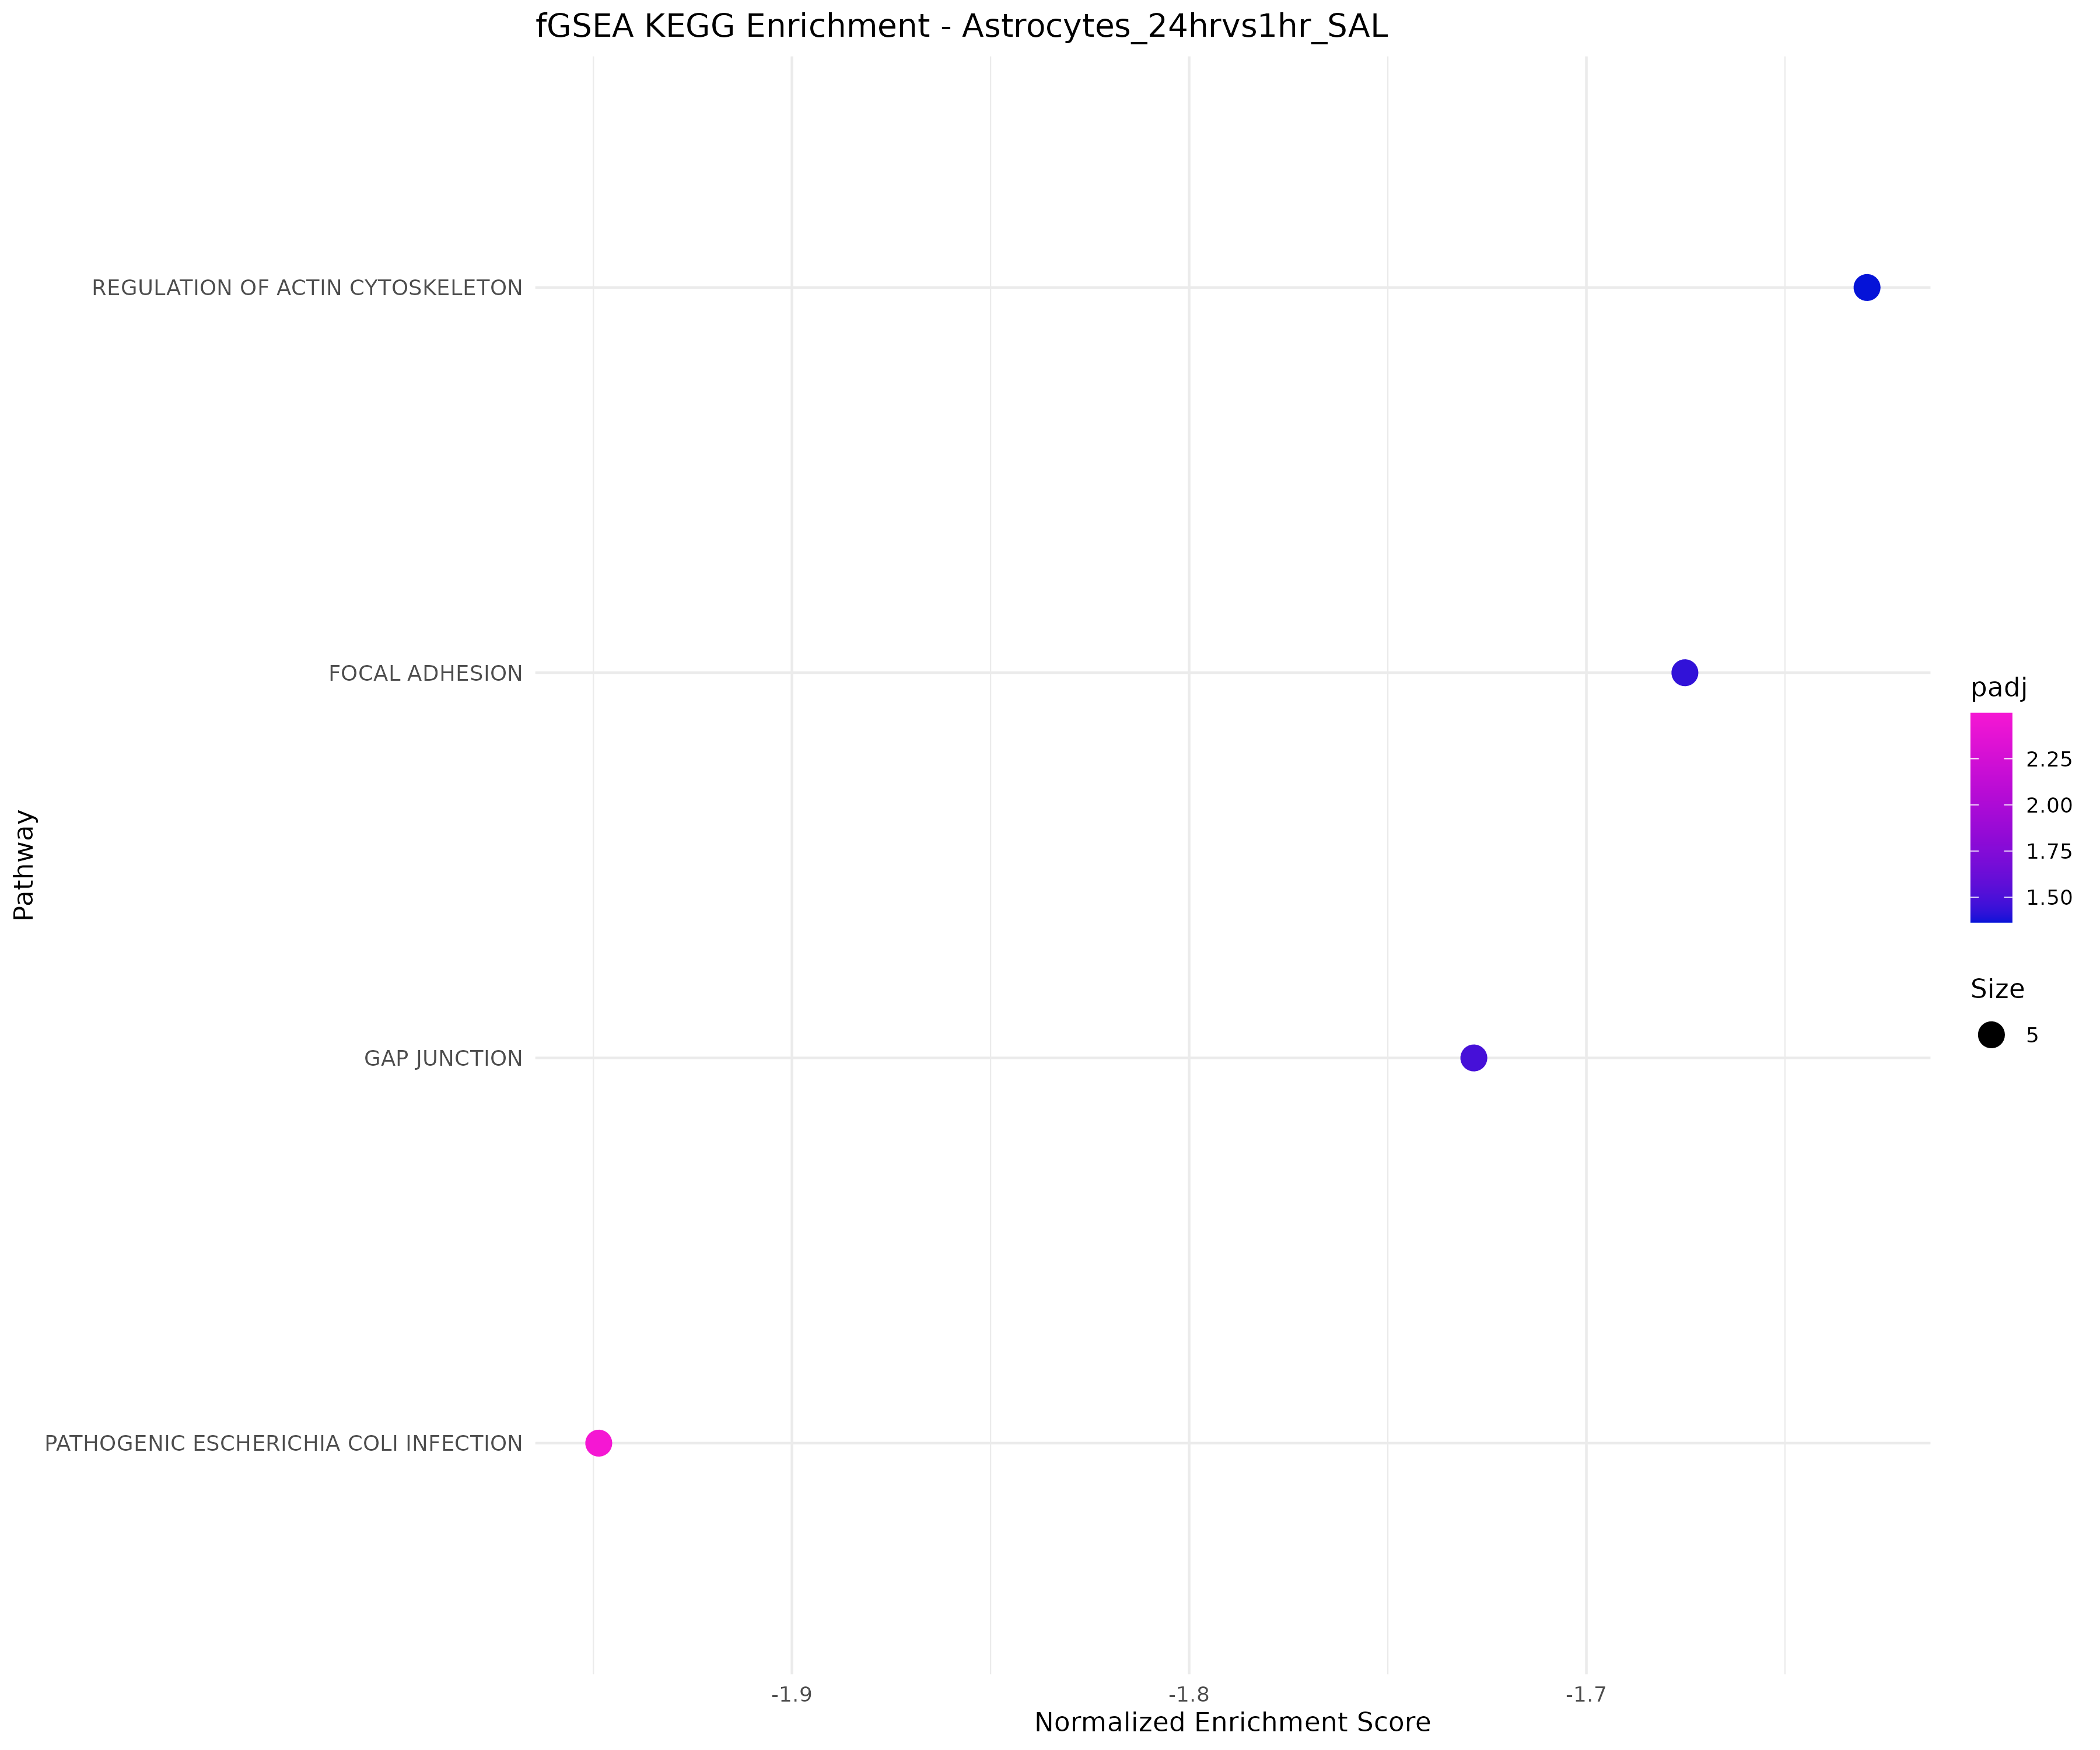 fGSEA KEGG Enrichment - Astrocytes_24hrvs1hr_SAL
REGULATION OF ACTIN CYTOSKELETON
FOCAL ADHESION
GAP JUNCTION
PATHOGENIC ESCHERICHIA COLI INFECTION
Pathway
-1.9
-1.8
-1.7
Normalized Enrichment Score
padj
2.25
2.00
1.75
1.50
Size
5